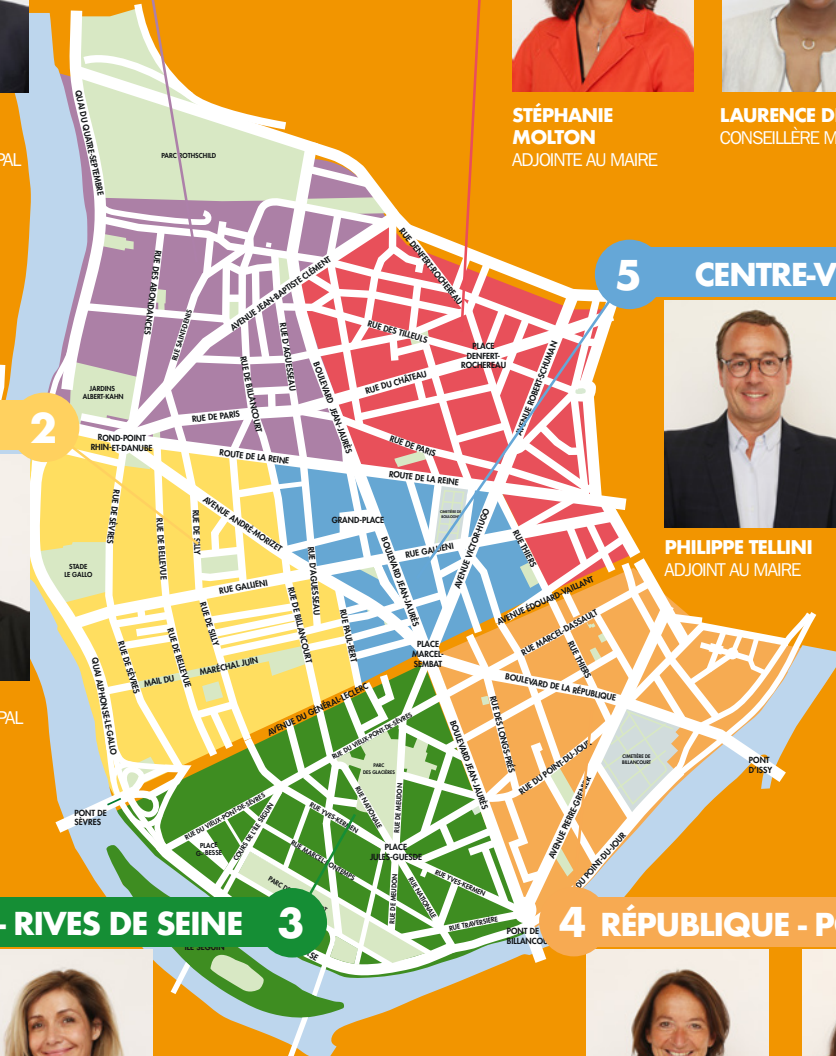 STÉPHANIE
MOLTON
ADJOINTE AU MAIRE
LAURENCE D
CONSEILLÈRE M
PAL
QUAI DU QUATRE-SEPTEMBRE
PARC ROTHSCHILD
RUE DENFERT-ROCHEREAU
5 CENTRE-V
RUE DES ABONDANCES
AVENUE JEAN-BAPTISTE CLÉMENT
RUE SAINT-DENIS
RUE D'AGUESSEAU
RUE DES TILLEULS
PLACE
DENFERT-
ROCHEREAU
AVENUE ROBERT-SCHUMAN
RUE DE BILLANCOURT
BOULEVARD JEAN-JAURÈS
RUE DU CHÂTEAU
JARDINS
ALBERT-KAHN
RUE DE PARIS
2
ROND-POINT
RHIN-ET-DANUBE
RUE DE PARIS
ROUTE DE LA REINE
ROUTE DE LA REINE
RUE DE SÈVRES
RUE DE BELLEVUE
RUE DE SILLY
AVENUE ANDRÉ-MORIZET
GRAND-PLACE
CIMETIÈRE DE
BOULOGNE
AVENUE VICTOR-HUGO
RUE THIERS
RUE GALLIENI
BOULEVARD JEAN-JAURÈS
PHILIPPE TELLINI
ADJOINT AU MAIRE
STADE
LE GALLO
RUE GALLIENI
RUE D'AGUESSEAU
RUE DE BILLANCOURT
RUE PAUL-BERT
AVENUE ÉDOUARD-VAILLANT
RUE DE SILLY
RUE DE BELLEVUE
RUE DE SÈVRES
PLACE
MARCEL-
SEMBAT
RUE MARCEL-DASSAULT
RUE THIERS
QUAI ALPHONSE-LE-GALLO
MAIL DU MARÉCHAL JUIN
BOULEVARD DE LA RÉPUBLIQUE
PAL
AVENUE DU GÉNÉRAL-LECLERC
RUE DU VIEUX-PONT-DE-SÈVRES
BOULEVARD JEAN-JAURÈS
RUE DES LONGS-PRÉS
PARC
DES GLACIÈRES
RUE DU POINT-DU-JOUR
CIMETIÈRE DE
BILLANCOURT
PONT
D'ISSY
PONT DE
SÈVRES
RUE DU VIEUX-PONT-DE-SÈVRES
COURS DE L'ÎLE SEGUIN
RUE YVES-KERMEN
RUE NATIONALE
RUE DE MEUDON
AVENUE PIERRE-GRENIER
PLACE
JULES-GUESDE
DU POINT-DU-JOUR
RUE DE MEUDON
RUE NATIONALE
RUE YVES-KERMEN
RUE TRAVERSIÈRE
- RIVES DE SEINE 3
PONT DE
BILLANCOU
4 RÉPUBLIQUE - P
ÎLE SEGUIN